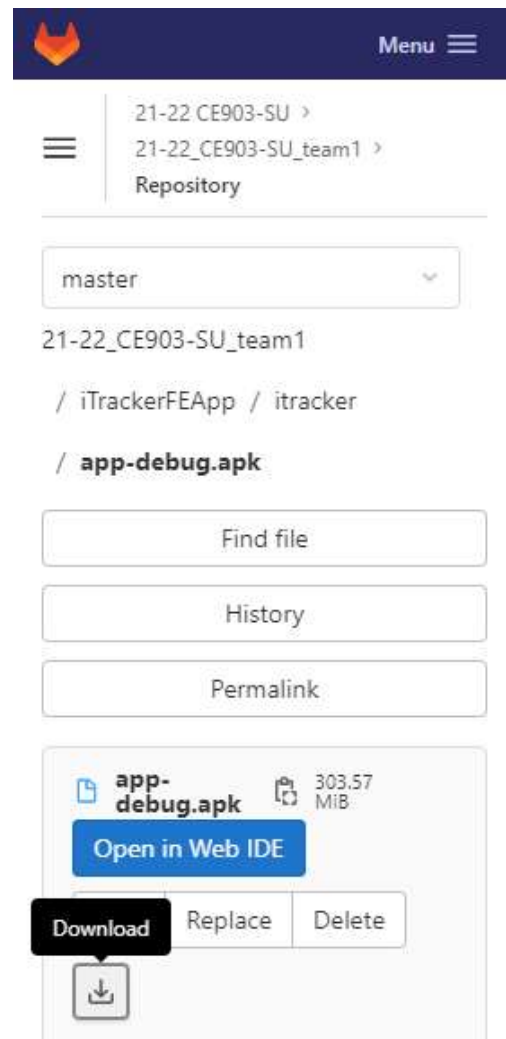 Menu
21-22 CE903-SU >
21-22_CE903-SU_team1 >
Repository
master
21-22_CE903-SU_team1
/ iTrackerFEApp / itracker
/ app-debug.apk
Find file
History
Permalink
app-
debug.apk
303.57
MiB
Open in Web IDE
Download
Replace
Delete